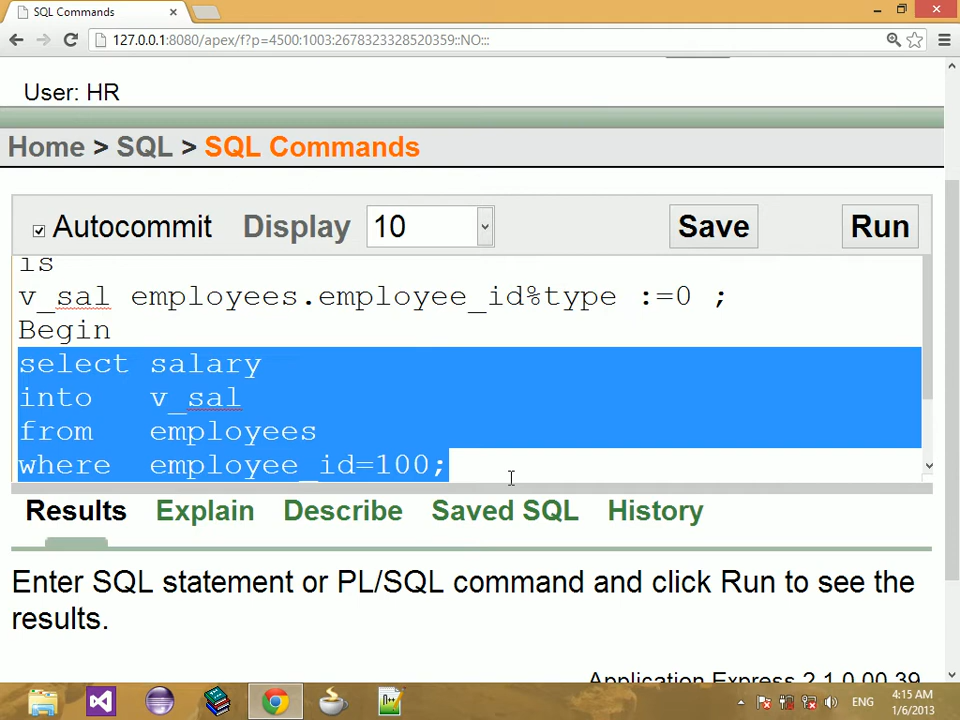 SQL Commands
127.0.0.1:8080/apex/f?p=4500:1003:2678323328520359::NO:::
User: HR
Home > SQL > SQL Commands
Autocommit Display 10 Save Run
is
v_sal employees.employee_id%type :=0 ;
Begin
select salary
into v_sal
from employees
where employee_id=100;
Results Explain Describe Saved SQL History
Enter SQL statement or PL/SQL command and click Run to see the
results.
Application Express 2.1.0.00.39
ENG
4:15 AM
1/6/2013